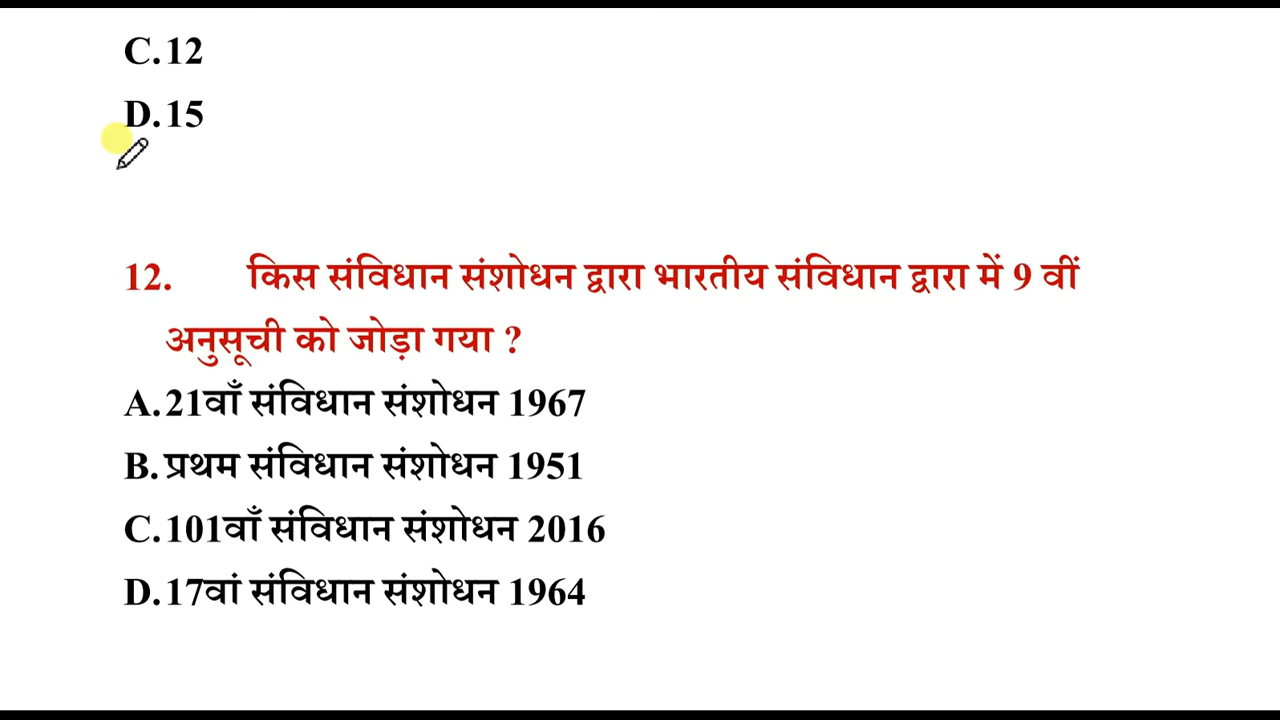 C. 12
D. 15
12. किस संविधान संशोधन द्वारा भारतीय संविधान द्वारा में 9 वीं
अनुसूची को जोड़ा गया ?
A. 21वाँ संविधान संशोधन 1967
B. प्रथम संविधान संशोधन 1951
C. 101वाँ संविधान संशोधन 2016
D. 17वां संविधान संशोधन 1964